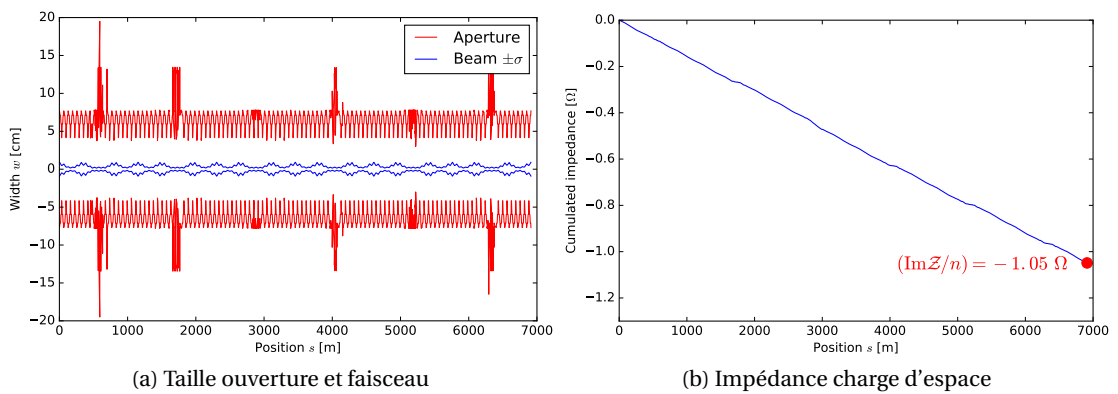 20
15
10
5
0
−5
−10
−15
−20
Width w [cm]
Aperture
Beam ±σ
0 1000 2000 3000 4000 5000 6000 7000
Position s [m]
(a) Taille ouverture et faisceau
0.0
−0.2
−0.4
−0.6
−0.8
−1.0
−1.2
Cumulated impedance [Ω]
(Im𝒵/n) = −1.05 Ω
0 1000 2000 3000 4000 5000 6000 7000
Position s [m]
(b) Impédance charge d'espace